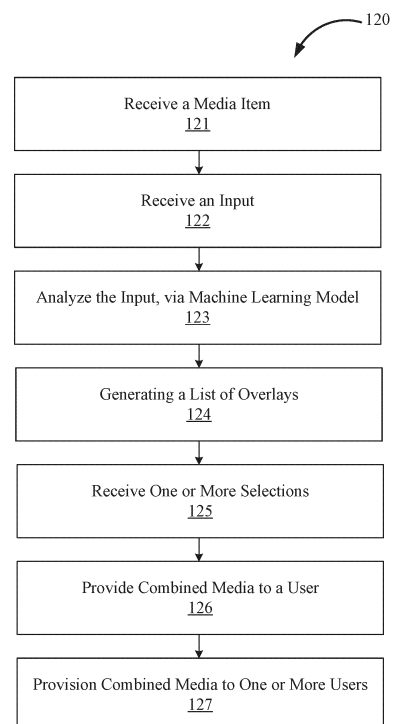 120
Receive a Media Item
121
Receive an Input
122
Analyze the Input, via Machine Learning Model
123
Generating a List of Overlays
124
Receive One or More Selections
125
Provide Combined Media to a User
126
Provision Combined Media to One or More Users
127